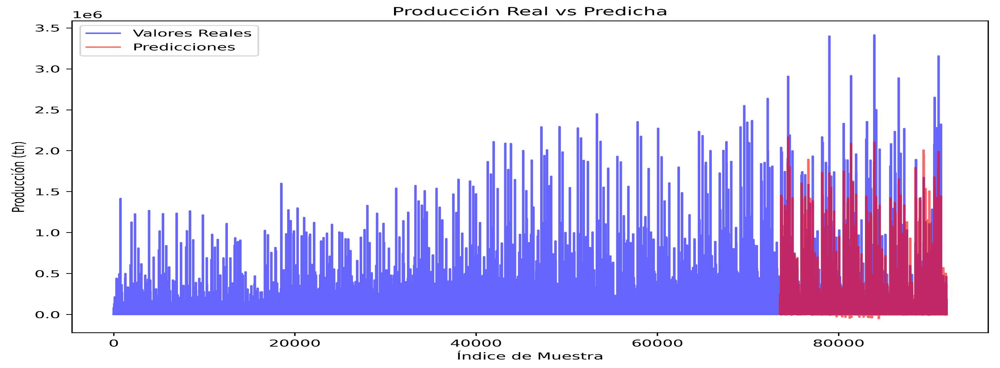 Producción Real vs Predicha
1e6
Valores Reales
Predicciones
3.5
3.0
2.5
2.0
1.5
1.0
0.5
0.0
Producción (tn)
0 20000 40000 60000 80000
Índice de Muestra